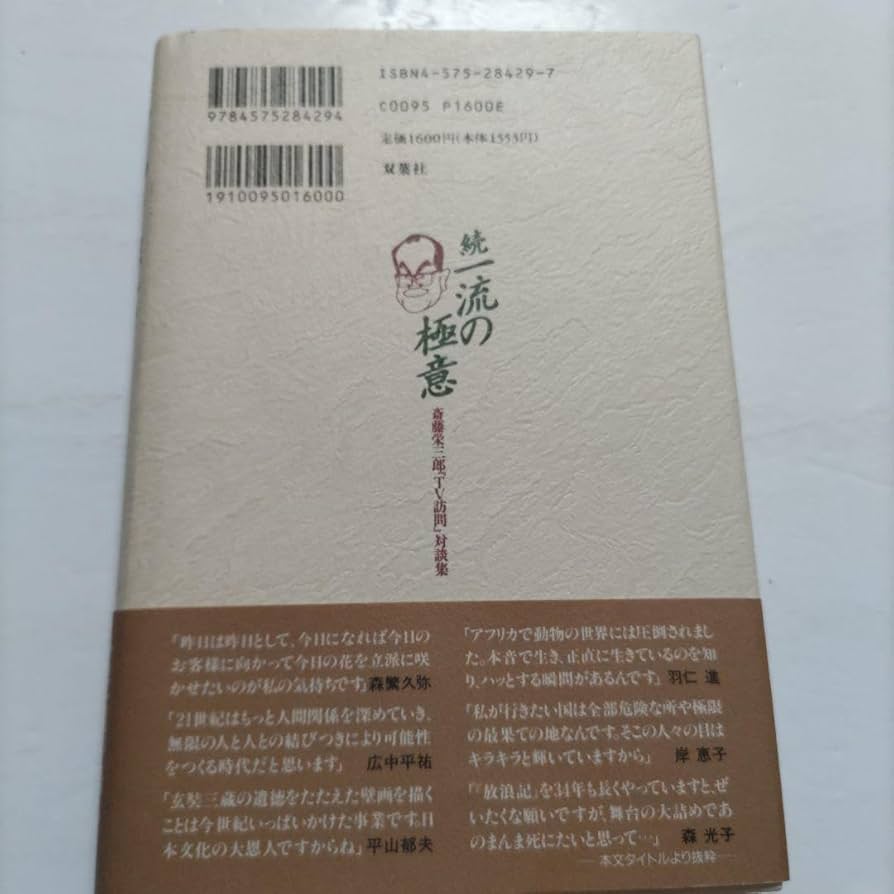 ISBN4-575-28429-7
9784575284294
C0095 P1600E
定価1600円(本体1553円)
双葉社
1910095016000
続
一流の
極意
斎藤栄三郎「TV訪問」対談集
「昨日は昨日として、今日になれば今日の
お客様に向かって今日の花を立派に咲
かせたいのが私の気持ちです」森繁久弥
「21世紀はもっと人間関係を深めていき、
無限の人と人との結びつきにより可能性
をつくる時代だと思います」 広中平祐
「玄奘三蔵の遺徳をたたえた壁画を描く
ことは今世紀いっぱいかけた事業です。日
本文化の大恩人ですからね」平山郁夫
「アフリカで動物の世界には圧倒されまし
た。本音で生き、正直に生きているのを知
り、ハッとする瞬間があるんです」羽仁 進
「私が行きたい国は全部危険な所や極限
の最果ての地なんです。そこの人々の目は
キラキラと輝いていますから」 岸 恵子
「『放浪記』を34年も長くやっていますと、ぜ
いたくな願いですが、舞台の大詰めであ
のまんま死にたいと思って…」 森 光子
—本文タイトルより抜粋—